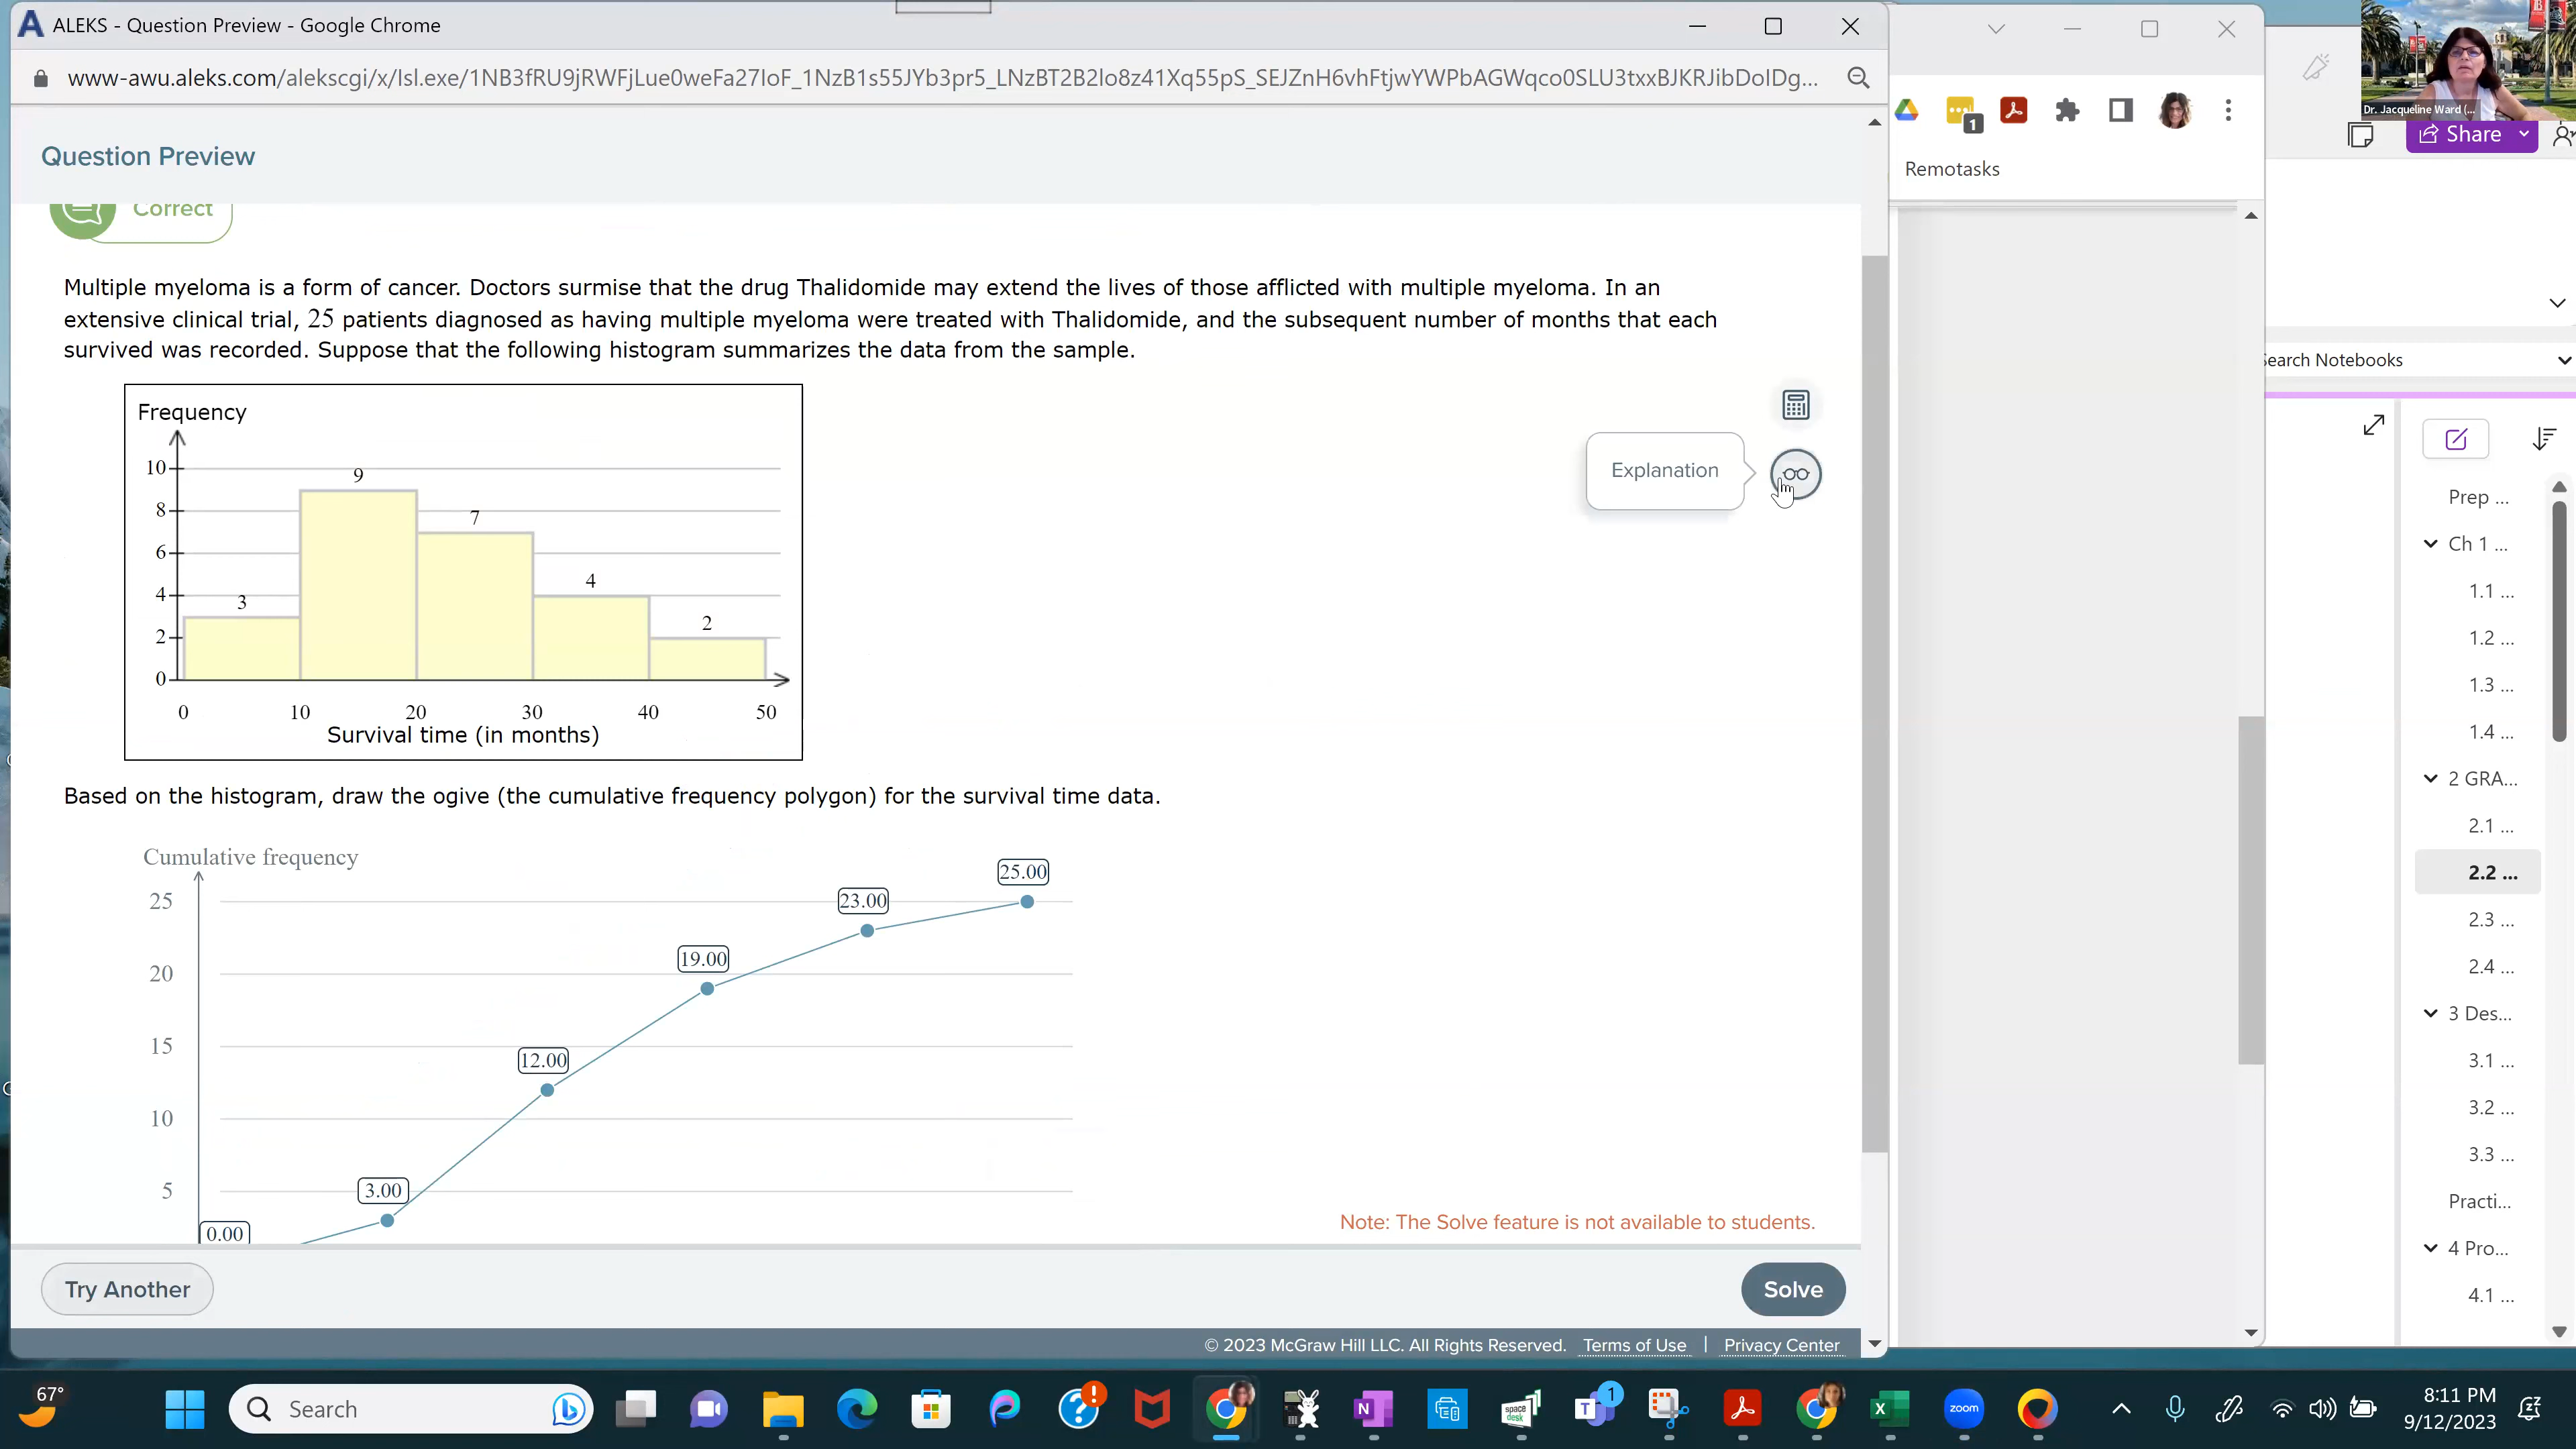 ALEKS - Question Preview - Google Chrome
www-awu.aleks.com/alekscgi/x/Isl.exe/1NB3fRU9jRWFjLue0weFa27IoF_1NzB1s55JYb3pr5_LNzBT2B2lo8z41Xq55pS_SEJZnH6vhFtjwYWPbAGWqco0SLU3txxBJKRJibDoIDg...
Dr. Jacqueline Ward (...
1
Share
Remotasks
Question Preview
Correct
Multiple myeloma is a form of cancer. Doctors surmise that the drug Thalidomide may extend the lives of those afflicted with multiple myeloma. In an
extensive clinical trial, 25 patients diagnosed as having multiple myeloma were treated with Thalidomide, and the subsequent number of months that each
survived was recorded. Suppose that the following histogram summarizes the data from the sample.
Frequency
10
8
6
4
2
0
3
9
7
4
2
0 10 20 30 40 50
Survival time (in months)
Explanation
Based on the histogram, draw the ogive (the cumulative frequency polygon) for the survival time data.
Cumulative frequency
25
20
15
10
5
0.00
3.00
12.00
19.00
23.00
25.00
Note: The Solve feature is not available to students.
Try Another
Solve
© 2023 McGraw Hill LLC. All Rights Reserved. Terms of Use | Privacy Center
Search Notebooks
Prep ...
Ch 1 ...
1.1 ...
1.2 ...
1.3 ...
1.4 ...
2 GRA...
2.1 ...
2.2 ...
2.3 ...
2.4 ...
3 Des...
3.1 ...
3.2 ...
3.3 ...
Practi...
4 Pro...
4.1 ...
67°
Search
space
desk
1
zoom
8:11 PM
9/12/2023